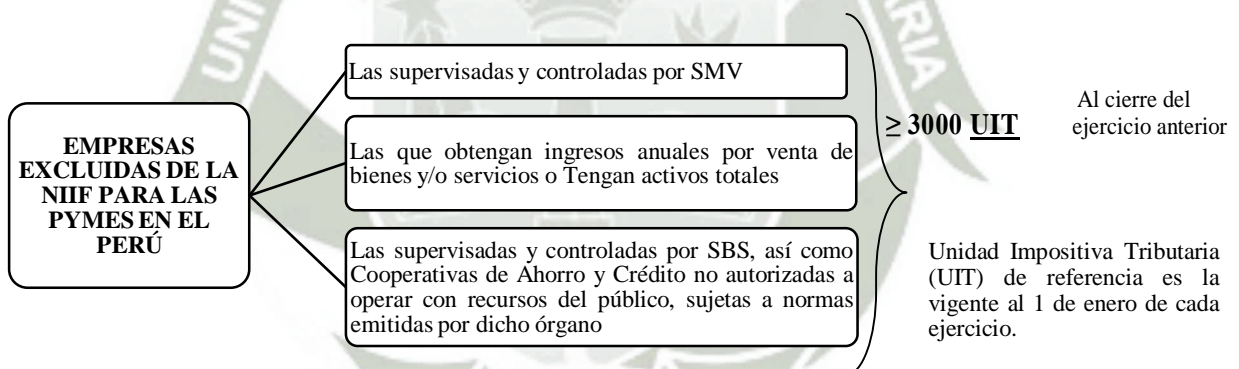 EMPRESAS
EXCLUIDAS DE LA
NIIF PARA LAS
PYMES EN EL
PERÚ
Las supervisadas y controladas por SMV
Las que obtengan ingresos anuales por venta de
bienes y/o servicios o Tengan activos totales
Las supervisadas y controladas por SBS, así como
Cooperativas de Ahorro y Crédito no autorizadas a
operar con recursos del público, sujetas a normas
emitidas por dicho órgano
≥ 3000 UIT
Al cierre del
ejercicio anterior
Unidad Impositiva Tributaria
(UIT) de referencia es la
vigente al 1 de enero de cada
ejercicio.
UNI
ARIA